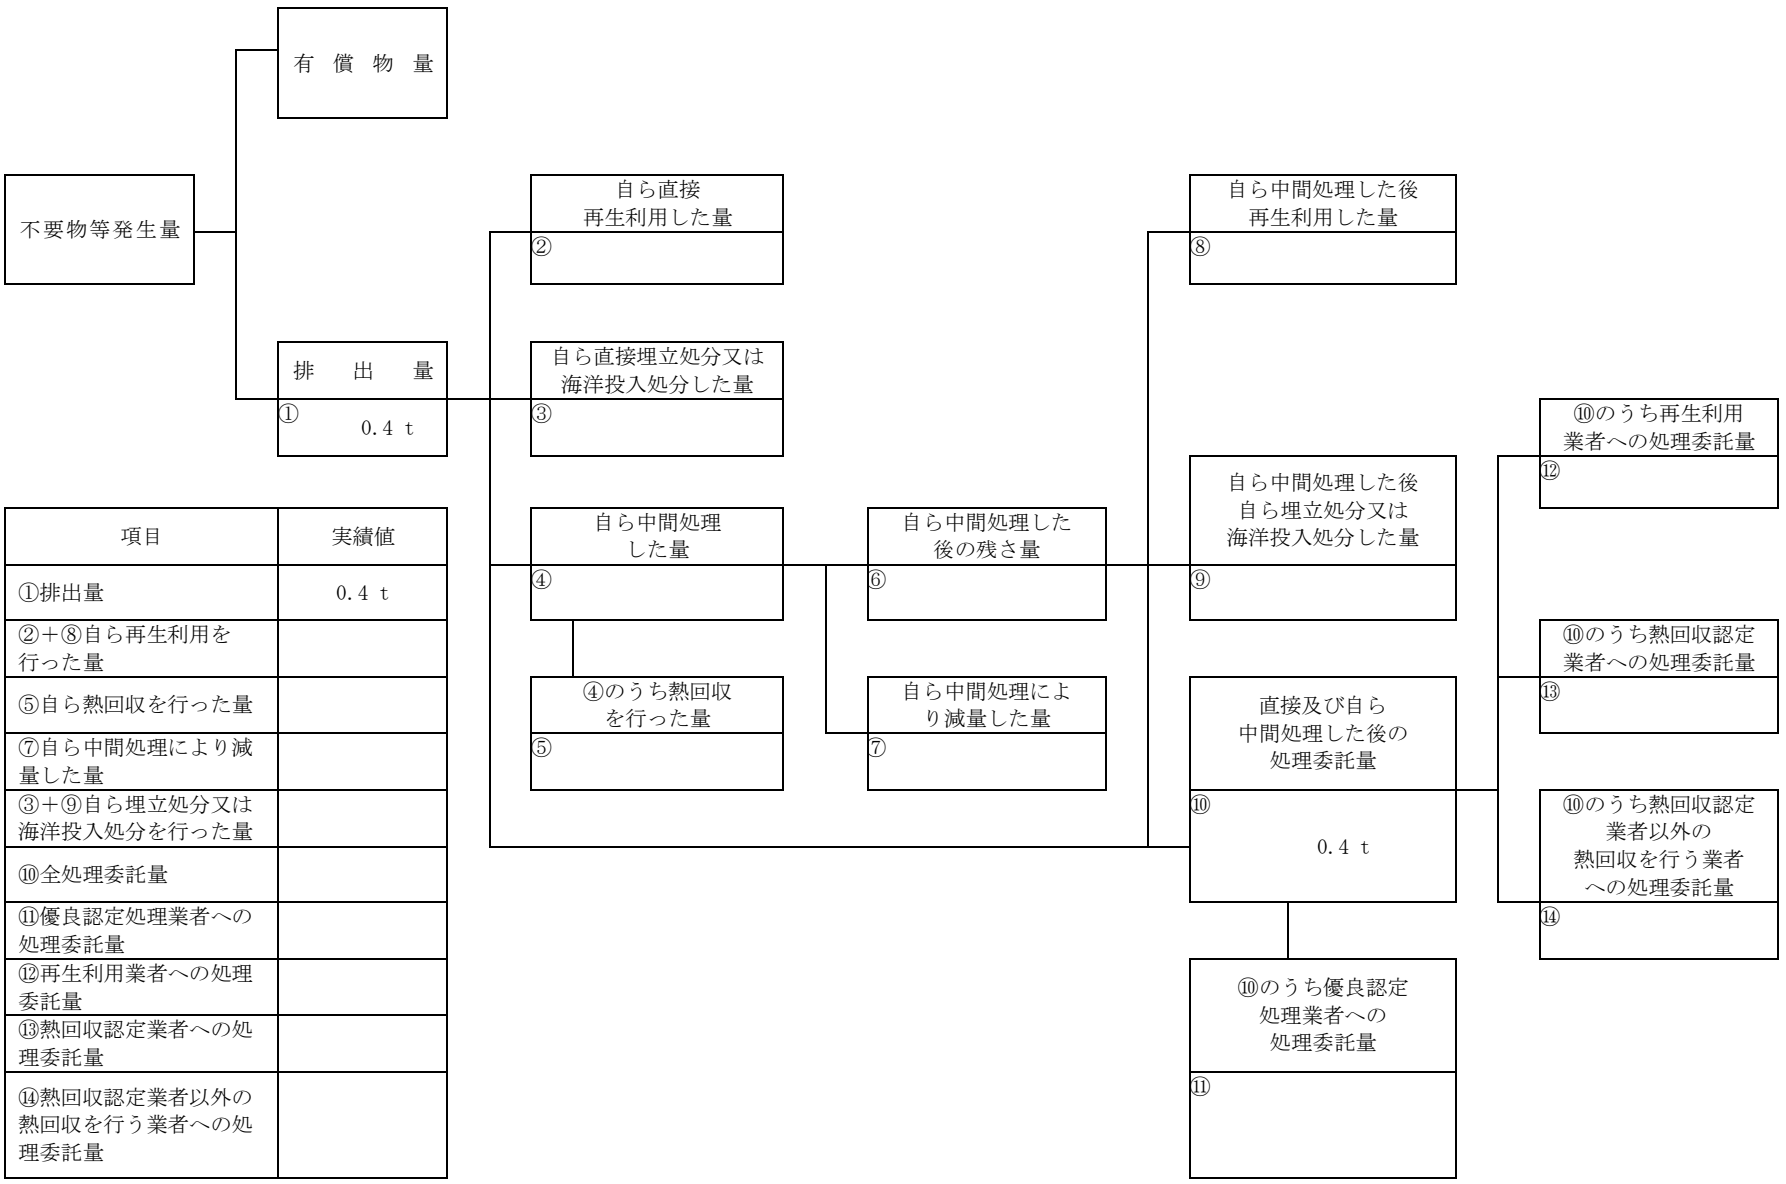 有償物量
不要物等発生量
自ら直接
再生利用した量
②
自ら中間処理した後
再生利用した量
⑧
排出量
①
0.4 t
自ら直接埋立処分又は
海洋投入処分した量
③
⑩のうち再生利用
業者への処理委託量
⑫
自ら中間処理
した量
④
自ら中間処理した
後の残さ量
⑥
自ら中間処理した後
自ら埋立処分又は
海洋投入処分した量
⑨
⑩のうち熱回収認定
業者への処理委託量
⑬
④のうち熱回収
を行った量
⑤
自ら中間処理によ
り減量した量
⑦
直接及び自ら
中間処理した後の
処理委託量
⑩
0.4 t
⑩のうち熱回収認定
業者以外の
熱回収を行う業者
への処理委託量
⑭
⑩のうち優良認定
処理業者への
処理委託量
⑪
項目 実績値
①排出量 0.4 t
②＋⑧自ら再生利用を
行った量
⑤自ら熱回収を行った量
⑦自ら中間処理により減
量した量
③＋⑨自ら埋立処分又は
海洋投入処分を行った量
⑩全処理委託量
⑪優良認定処理業者への
処理委託量
⑫再生利用業者への処理
委託量
⑬熱回収認定業者への処
理委託量
⑭熱回収認定業者以外の
熱回収を行う業者への処
理委託量